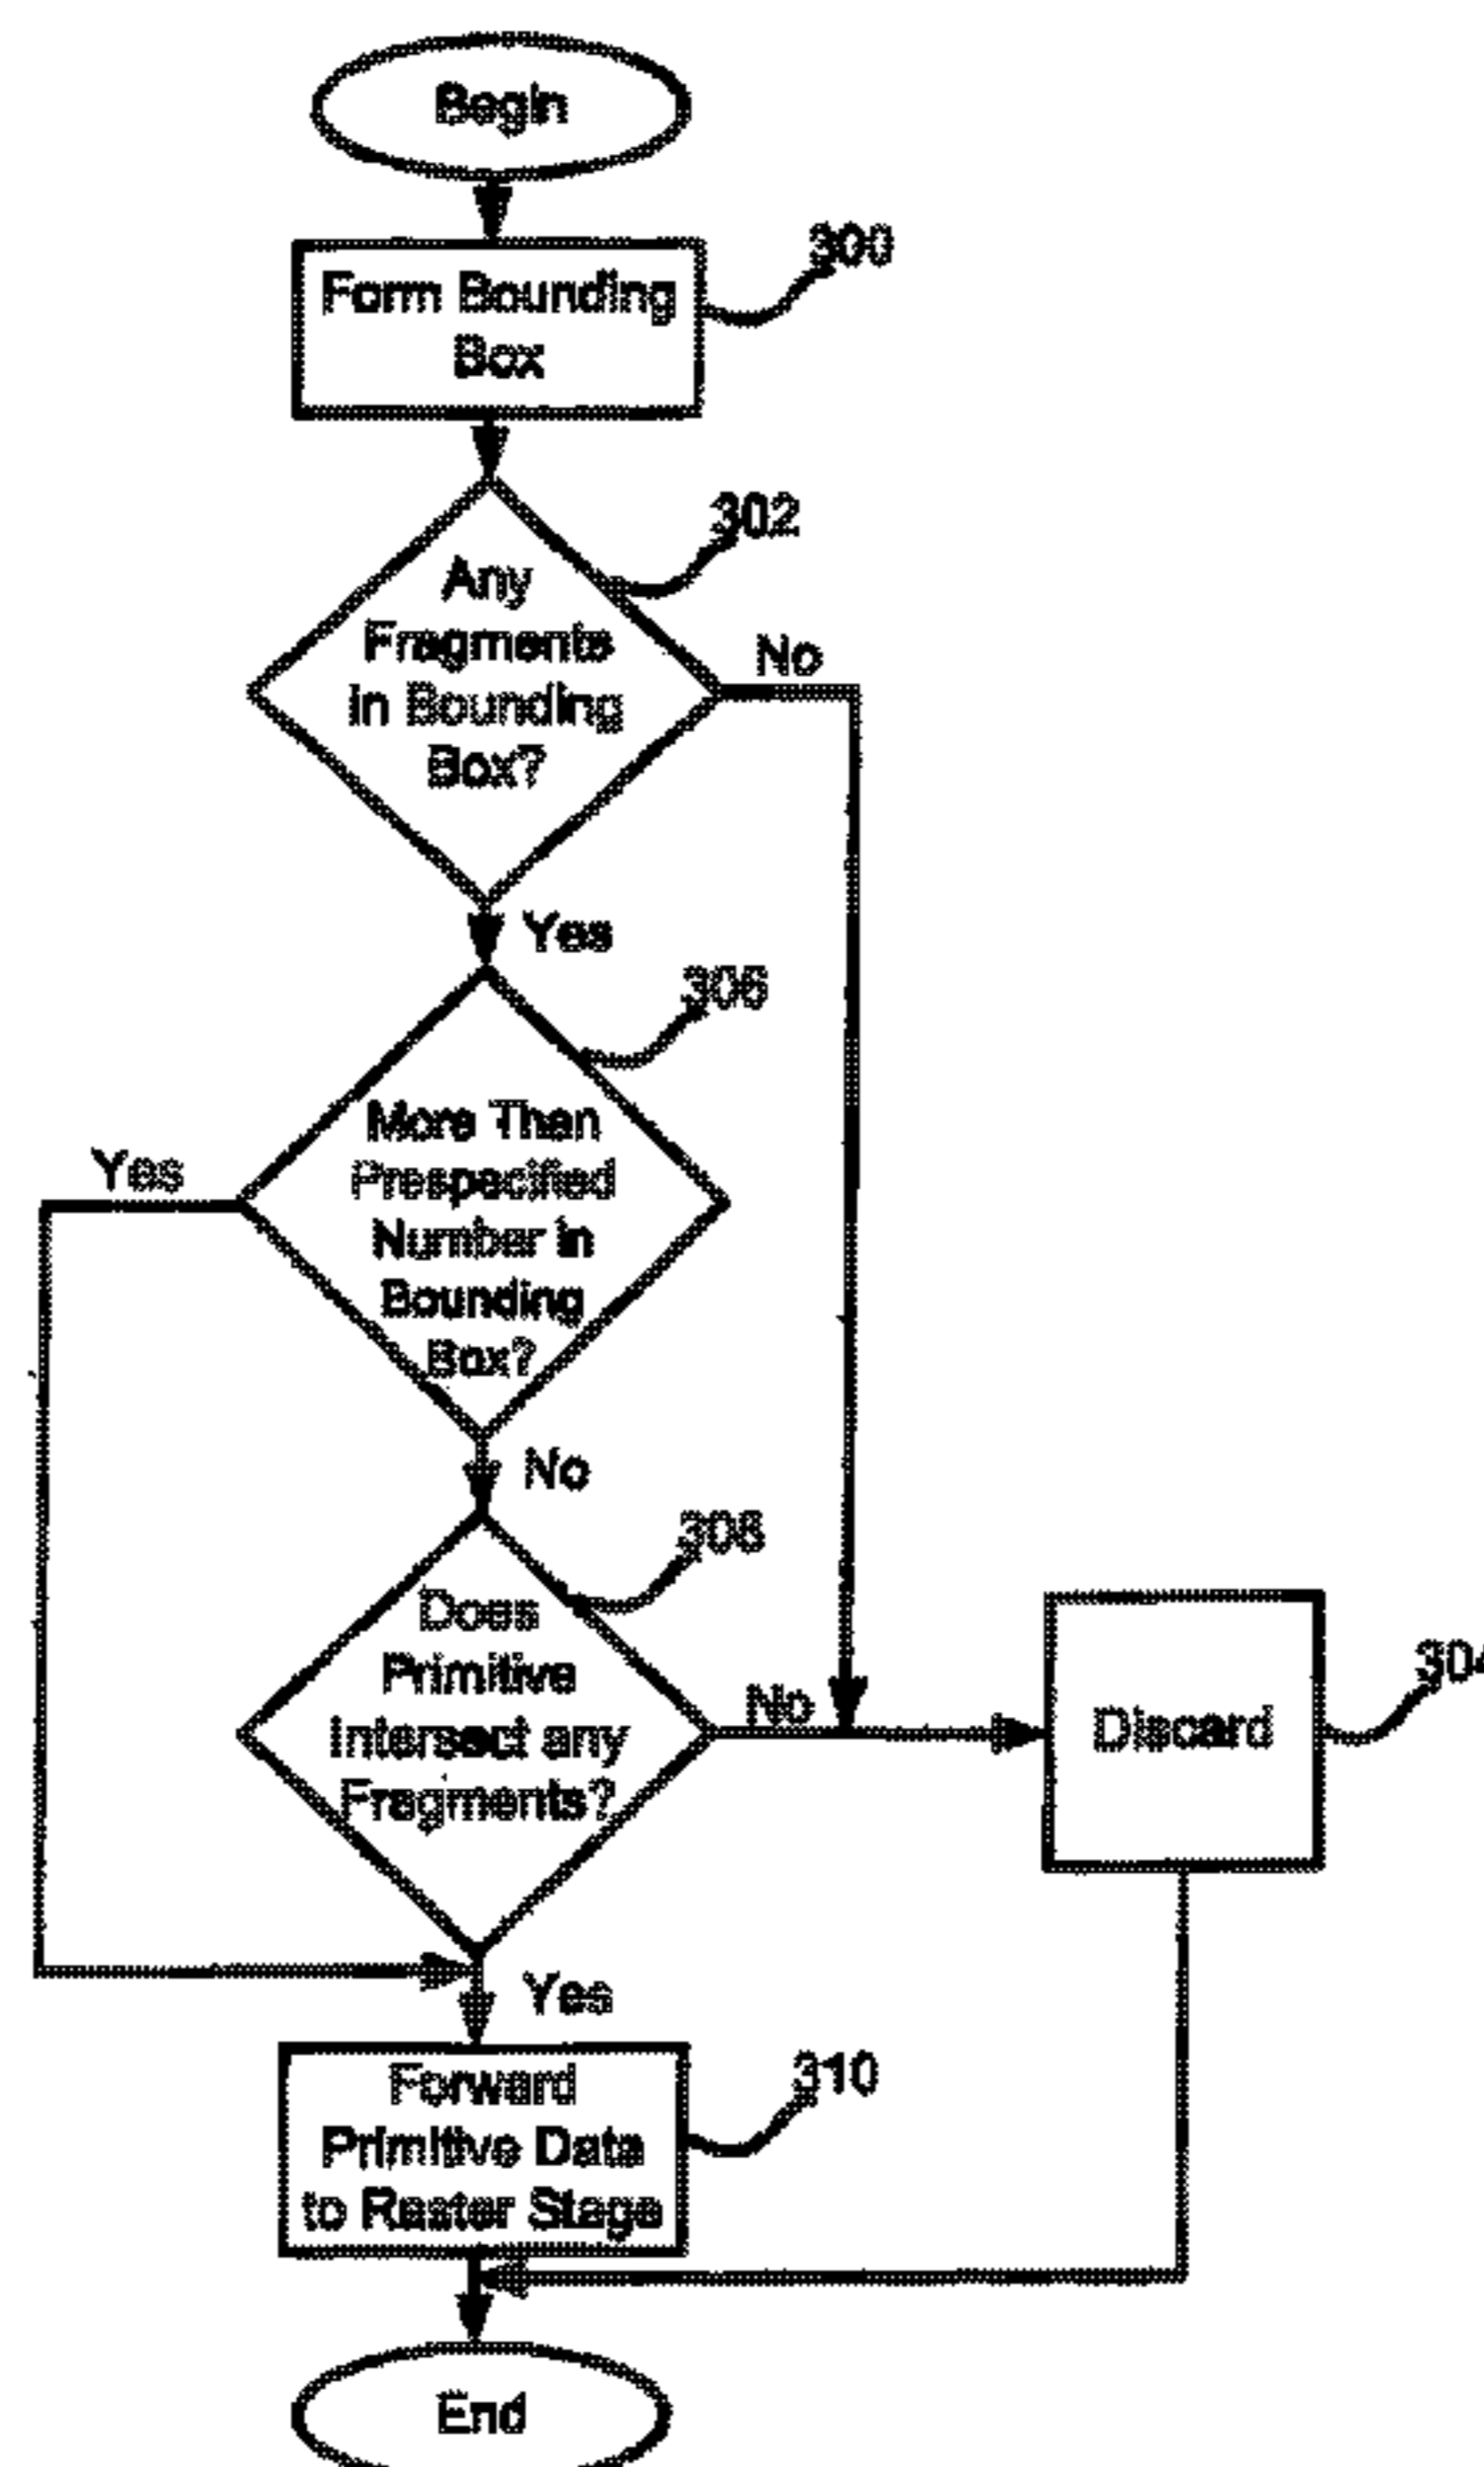 Begin
300
Form Bounding
Box
302
Any
Fragments
in Bounding
Box?
No
Yes
306
More Than
Prespecified
Number in
Bounding
Box?
Yes
No
308
Does
Primitive
Intersect any
Fragments?
No
304
Discard
Yes
310
Forward
Primitive Data
to Raster Stage
End